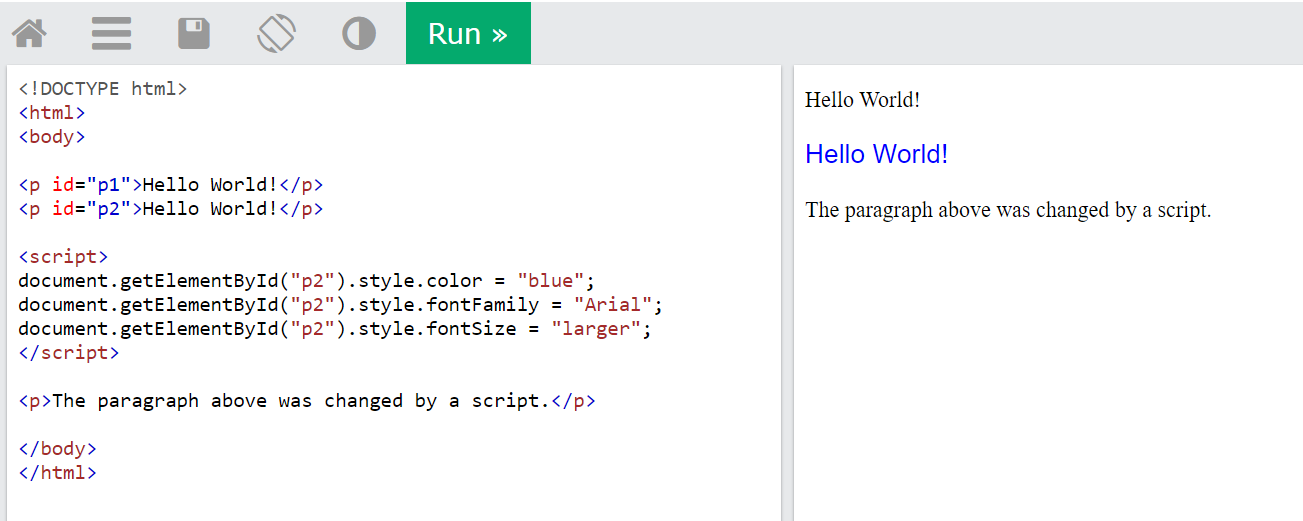 Run »
<!DOCTYPE html>
<html>
<body>
<p id="p1">Hello World!</p>
<p id="p2">Hello World!</p>
<script>
document.getElementById("p2").style.color = "blue";
document.getElementById("p2").style.fontFamily = "Arial";
document.getElementById("p2").style.fontSize = "larger";
</script>
<p>The paragraph above was changed by a script.</p>
</body>
</html>
Hello World!
Hello World!
The paragraph above was changed by a script.